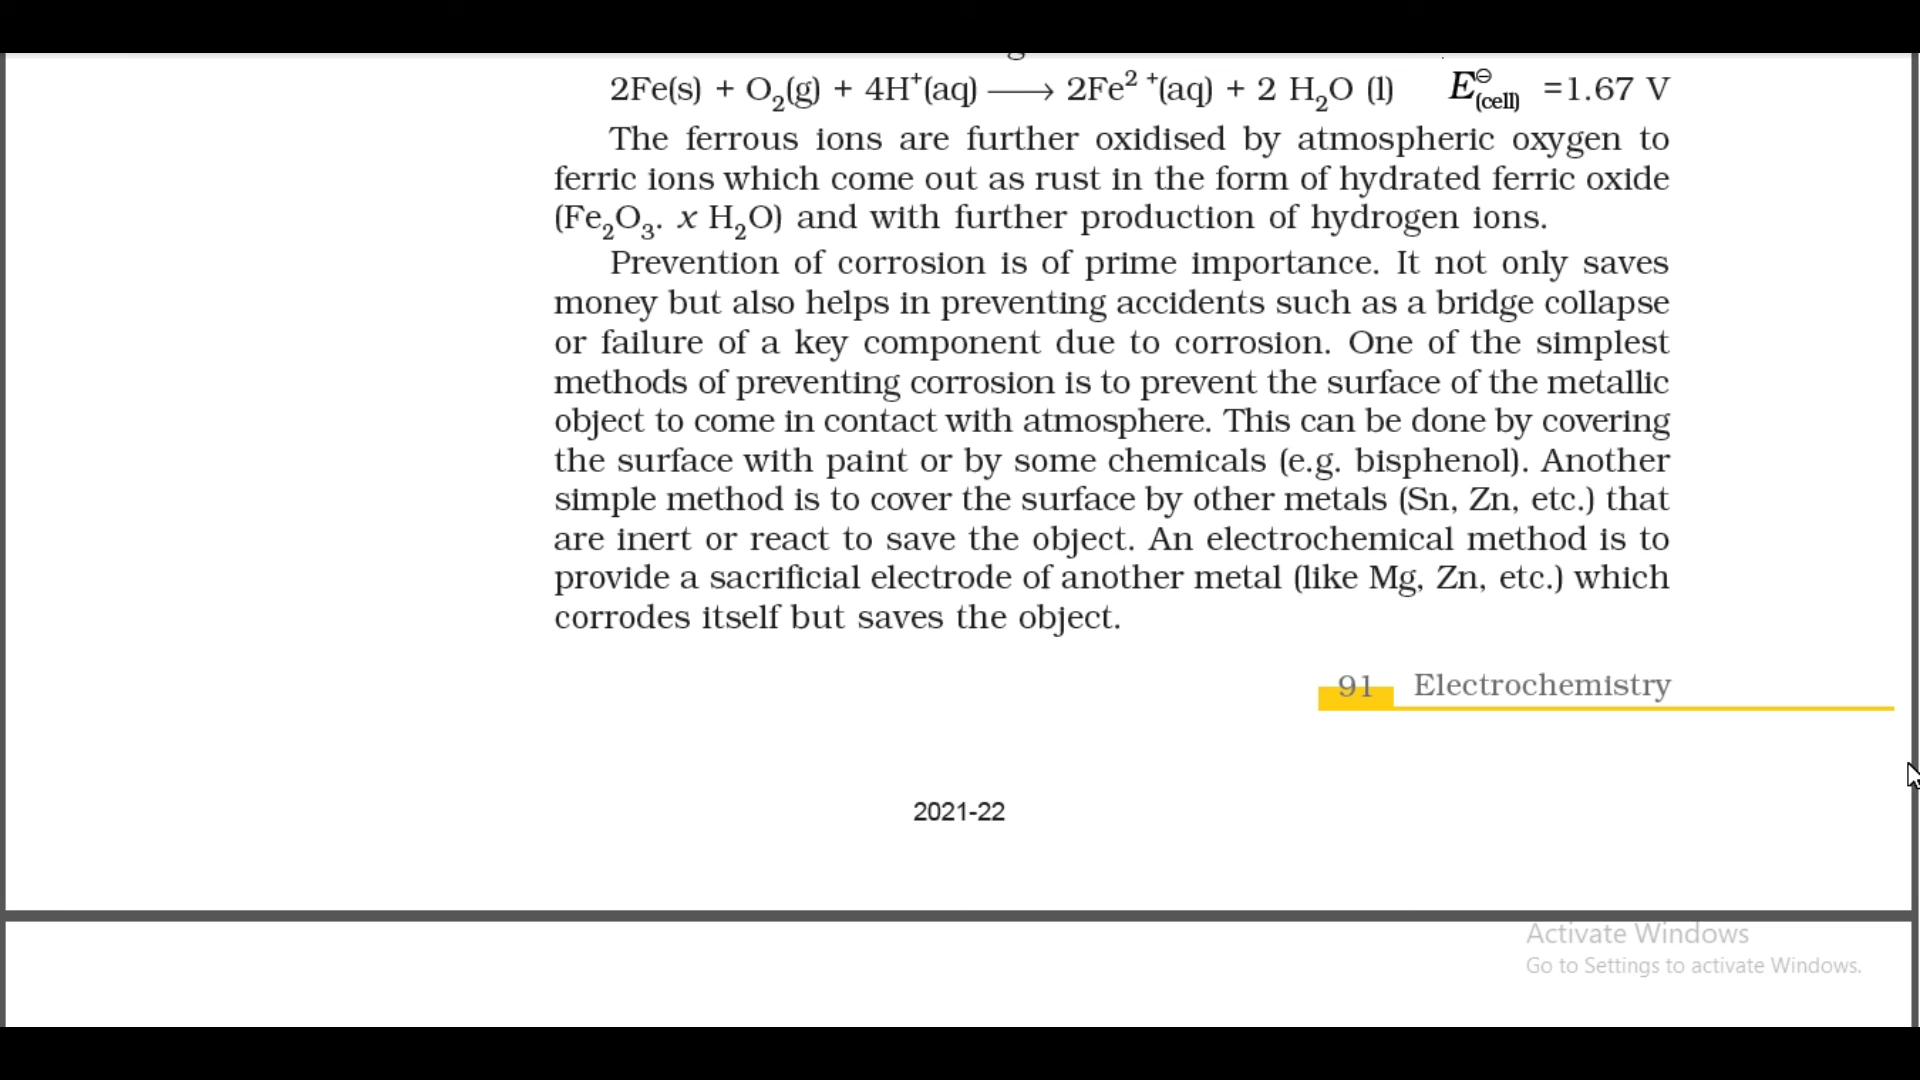 2Fe(s) + O₂(g) + 4H⁺(aq) ⟶ 2Fe²⁺(aq) + 2 H₂O (l) E⊖(cell) =1.67 V
The ferrous ions are further oxidised by atmospheric oxygen to
ferric ions which come out as rust in the form of hydrated ferric oxide
(Fe₂O₃. x H₂O) and with further production of hydrogen ions.
Prevention of corrosion is of prime importance. It not only saves
money but also helps in preventing accidents such as a bridge collapse
or failure of a key component due to corrosion. One of the simplest
methods of preventing corrosion is to prevent the surface of the metallic
object to come in contact with atmosphere. This can be done by covering
the surface with paint or by some chemicals (e.g. bisphenol). Another
simple method is to cover the surface by other metals (Sn, Zn, etc.) that
are inert or react to save the object. An electrochemical method is to
provide a sacrificial electrode of another metal (like Mg, Zn, etc.) which
corrodes itself but saves the object.
91 Electrochemistry
2021-22
Activate Windows
Go to Settings to activate Windows.